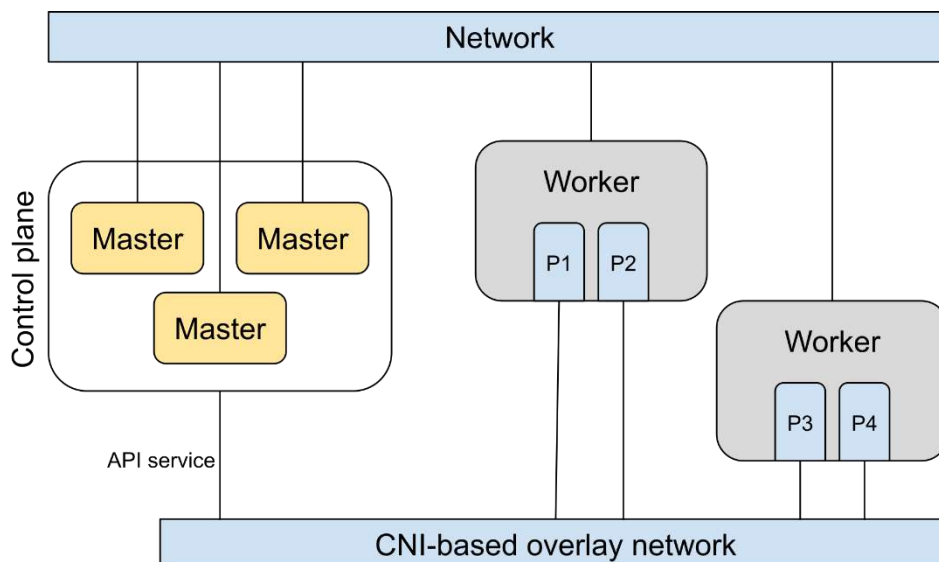 Network
Control plane
Master
Master
Master
Worker
P1
P2
Worker
P3
P4
API service
CNI-based overlay network